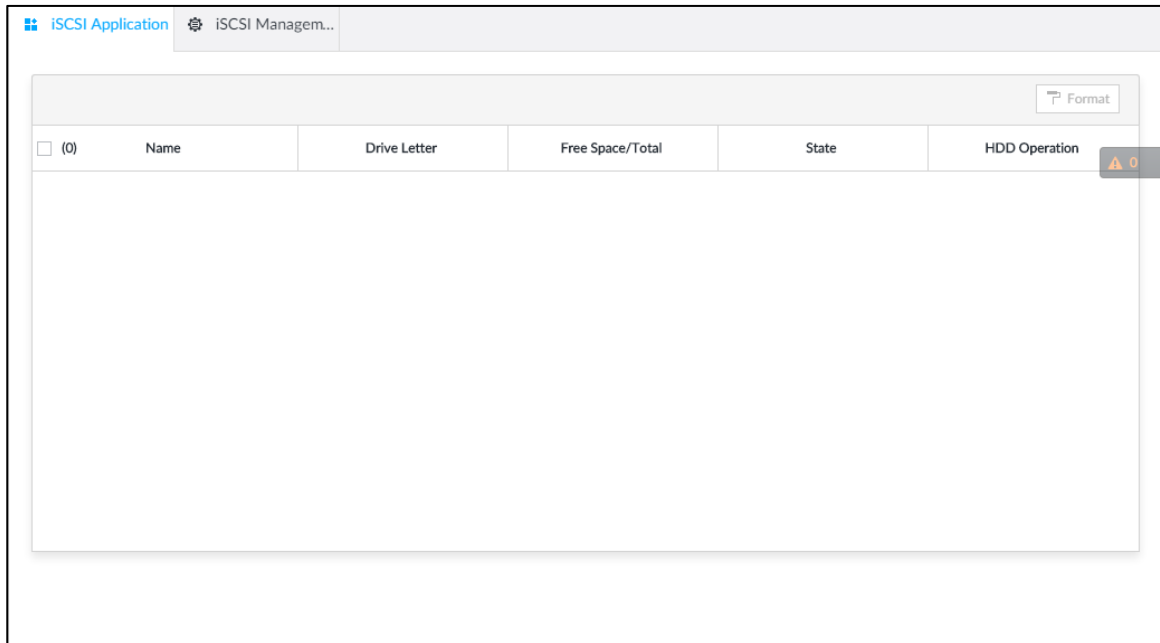 iSCSI Application iSCSI Managem...
Format
(0) Name Drive Letter Free Space/Total State HDD Operation
0